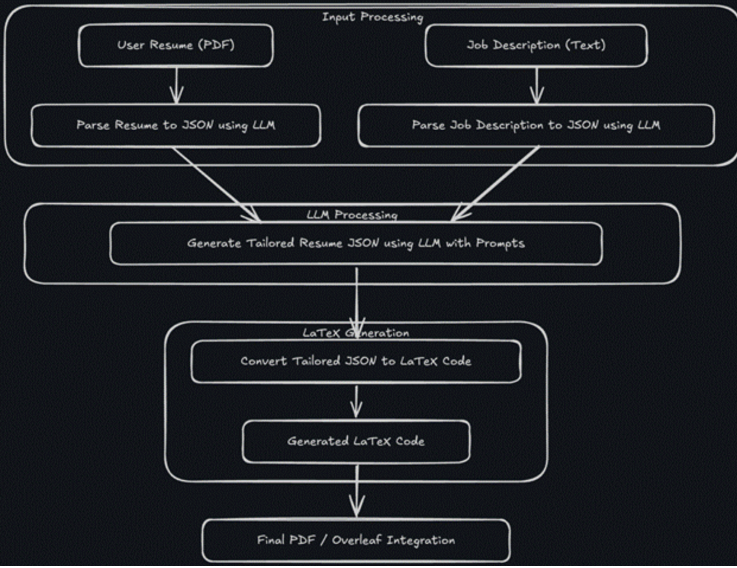 Input Processing
User Resume (PDF)
Job Description (Text)
Parse Resume to JSON using LLM
Parse Job Description to JSON using LLM
LLM Processing
Generate Tailored Resume JSON using LLM with Prompts
LaTeX Generation
Convert Tailored JSON to LaTeX Code
Generated LaTeX Code
Final PDF / Overleaf Integration